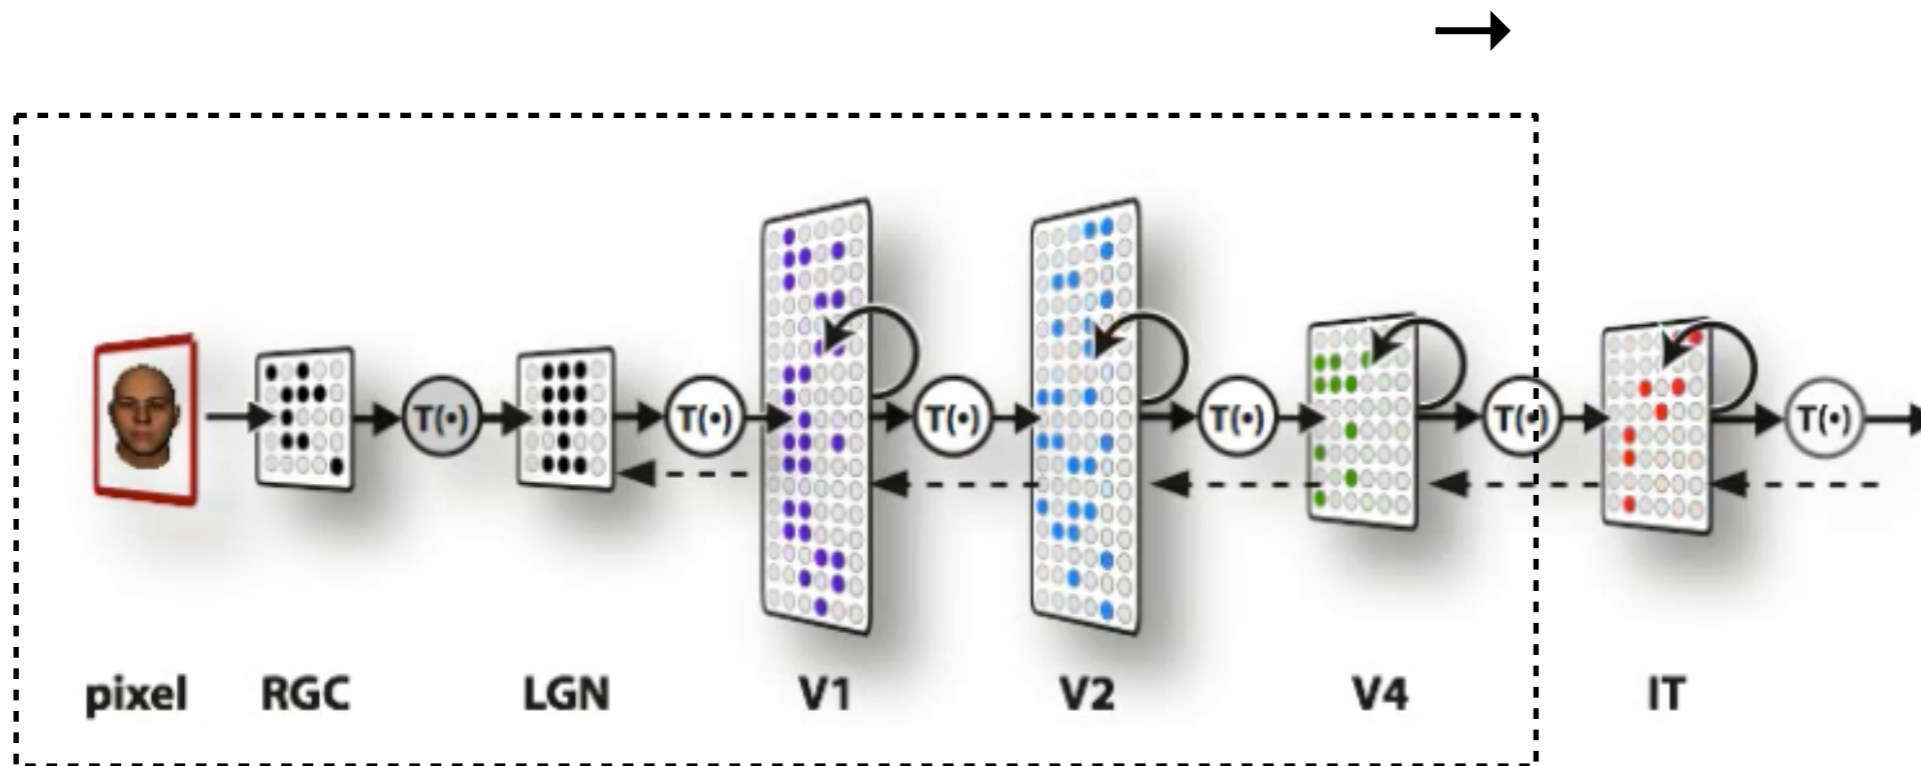 T(•) T(•) T(•) T(•) T(•) T(•)
pixel RGC LGN V1 V2 V4 IT